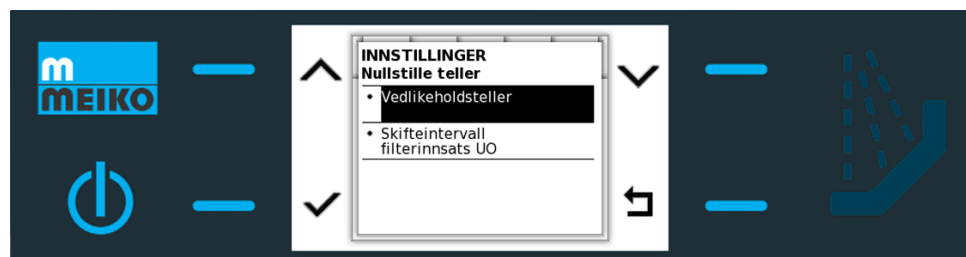 m
MEIKO
INNSTILLINGER
Nullstille teller
• Vedlikeholdsteller
• Skifteintervall
filterinnsats UO